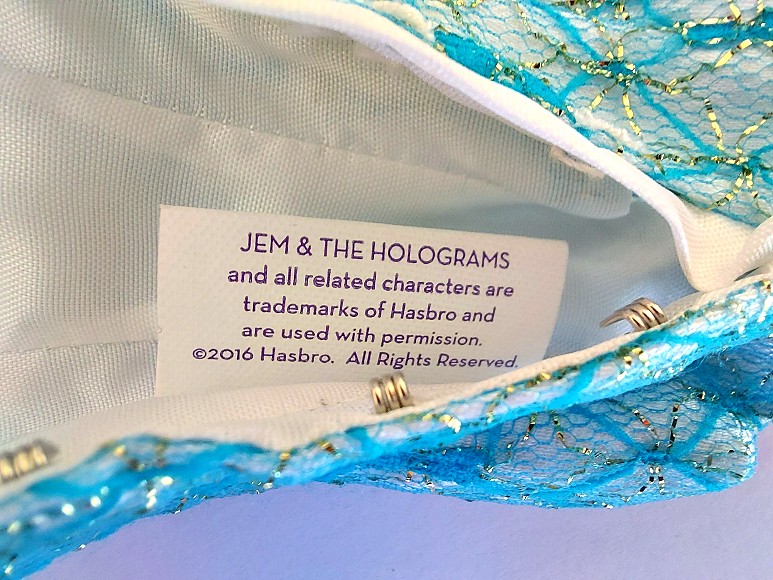 JEM & THE HOLOGRAMS
and all related characters are
trademarks of Hasbro and
are used with permission.
©2016 Hasbro. All Rights Reserved.